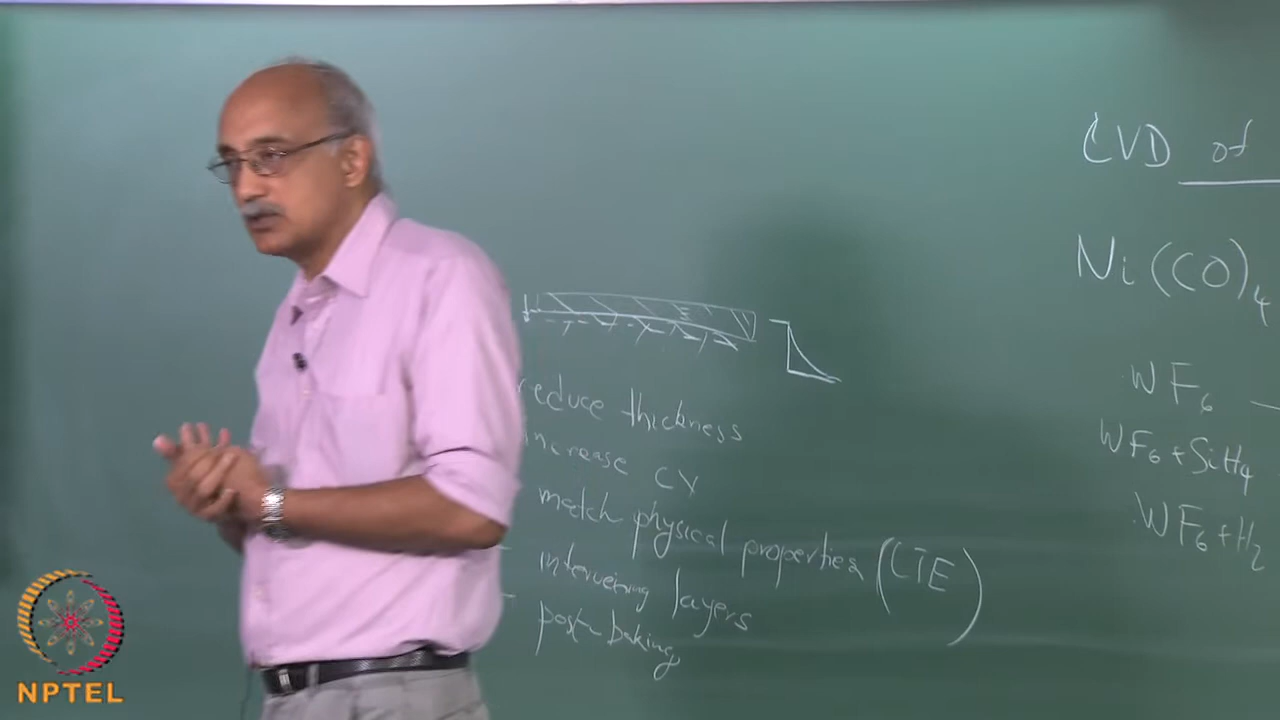 reduce thickness
increase CY
match physical properties (CTE)
intervening layers
post-baking
CVD of
Ni(CO)4
WF6
WF6+SiH4
WF6+H2
NPTEL